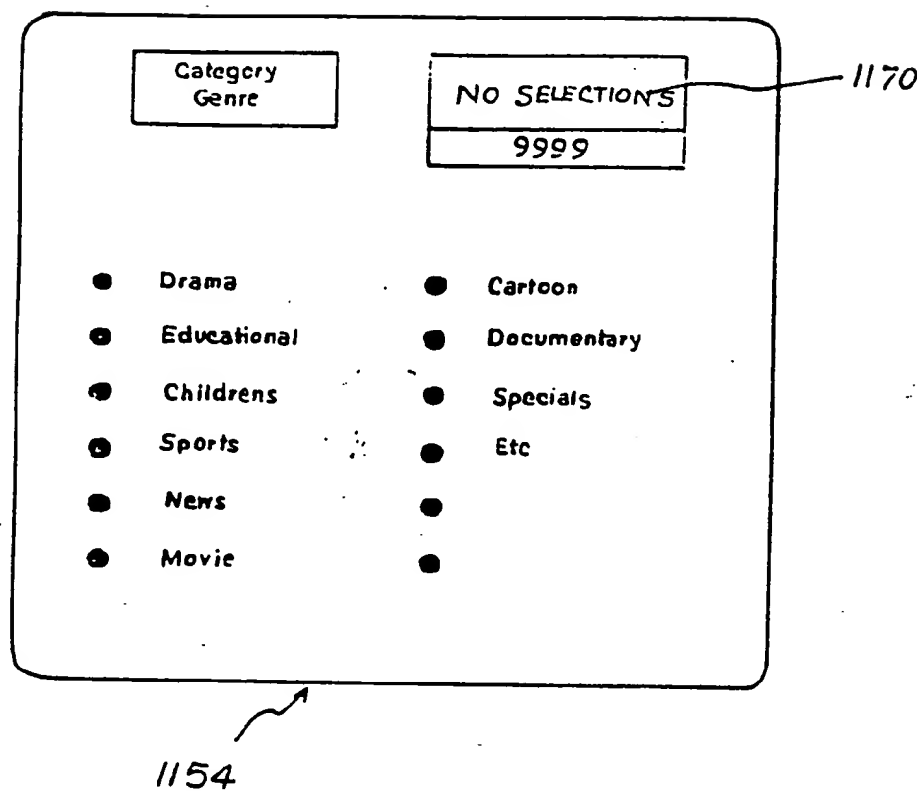 Category
Genre
NO SELECTIONS
1170
9999
Drama
Educational
Childrens
Sports
News
Movie
Cartoon
Documentary
Specials
Etc
1154